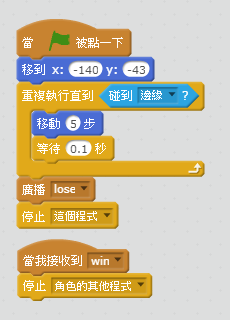 當 被點一下
移到 x: -140 y: -43
重複執行直到 碰到 邊緣 ?
移動 5 步
等待 0.1 秒
廣播 lose
停止 這個程式
當我接收到 win
停止 角色的其他程式